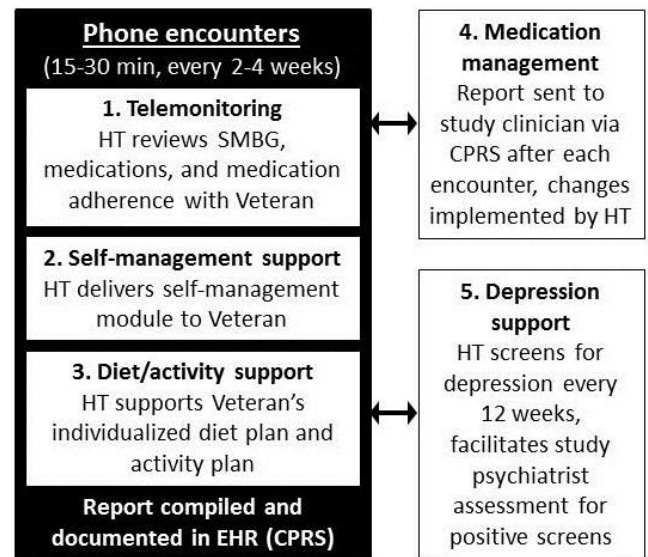 Phone encounters
(15-30 min, every 2-4 weeks)
1. Telemonitoring
HT reviews SMBG,
medications, and medication
adherence with Veteran
2. Self-management support
HT delivers self-management
module to Veteran
3. Diet/activity support
HT supports Veteran's
individualized diet plan and
activity plan
Report compiled and
documented in EHR (CPRS)
4. Medication
management
Report sent to
study clinician via
CPRS after each
encounter, changes
implemented by HT
5. Depression
support
HT screens for
depression every
12 weeks,
facilitates study
psychiatrist
assessment for
positive screens